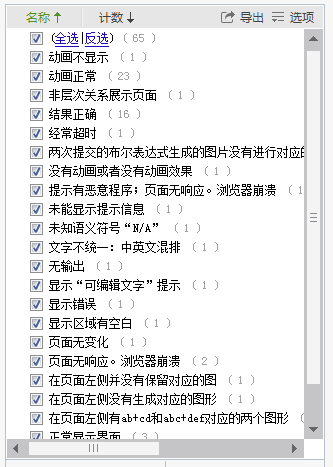 名称↑ 计数↓ 导出 选项
(全选|反选) ( 65 )
动画不显示 ( 1 )
动画正常 ( 23 )
非层次关系展示页面 ( 1 )
结果正确 ( 16 )
经常超时 ( 1 )
两次提交的布尔表达式生成的图片没有进行对应的
没有动画或者没有动画效果 ( 1 )
提示有恶意程序；页面无响应。浏览器崩溃 ( 1
未能显示提示信息 ( 1 )
未知语义符号“N/A” ( 1 )
文字不统一：中英文混排 ( 1 )
无输出 ( 1 )
显示“可编辑文字”提示 ( 1 )
显示错误 ( 1 )
显示区域有空白 ( 1 )
页面无变化 ( 1 )
页面无响应。浏览器崩溃 ( 2 )
在页面左侧并没有保留对应的图 ( 1 )
在页面左侧没有生成对应的图形 ( 1 )
在页面左侧有ab+cd和abc+def对应的两个图形 (
正常显示界面 ( 3 )